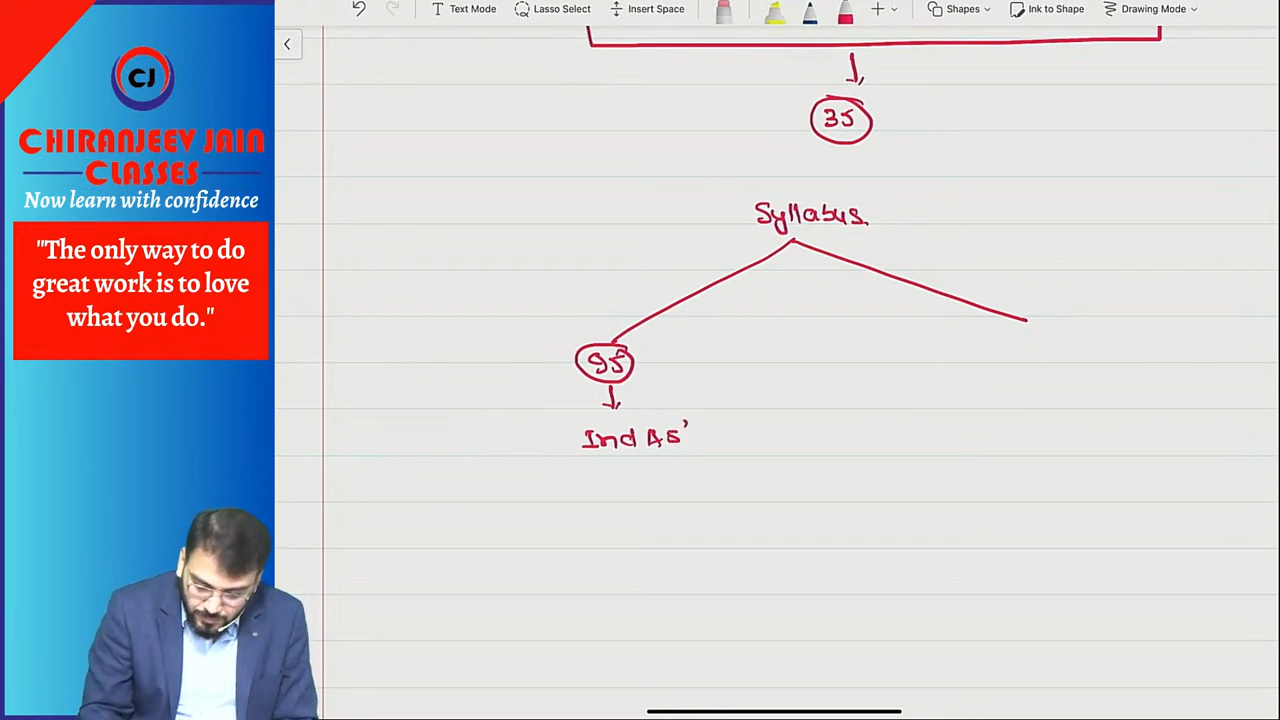 Text Mode
Lasso Select
Insert Space
Shapes
Ink to Shape
Drawing Mode
CJ
CHIRANJEEV JAIN
CLASSES
Now learn with confidence
"The only way to do
great work is to love
what you do."
35
Syllabus
95
Ind AS'